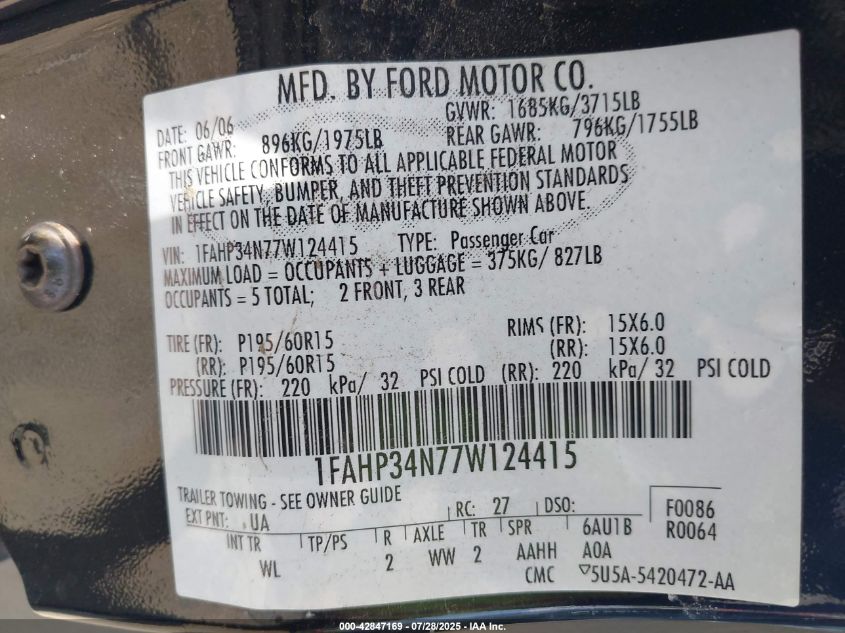 MFD. BY FORD MOTOR CO.
DATE: 06/06 GVWR: 1685KG/3715LB
FRONT GAWR: 896KG/1975LB REAR GAWR: 796KG/1755LB
THIS VEHICLE CONFORMS TO ALL APPLICABLE FEDERAL MOTOR
VEHICLE SAFETY, BUMPER, AND THEFT PREVENTION STANDARDS
IN EFFECT ON THE DATE OF MANUFACTURE SHOWN ABOVE.
VIN: 1FAHP34N77W124415 TYPE: Passenger Car
MAXIMUM LOAD = OCCUPANTS + LUGGAGE = 375KG/ 827LB
OCCUPANTS = 5 TOTAL; 2 FRONT, 3 REAR
TIRE (FR): P195/60R15 RIMS (FR): 15X6.0
(RR): P195/60R15 (RR): 15X6.0
PRESSURE (FR): 220 kPa/ 32 PSI COLD (RR): 220 kPa/ 32 PSI COLD
1FAHP34N77W124415
TRAILER TOWING - SEE OWNER GUIDE
EXT PNT: UA RC: 27 DSO: F0086
INT TR TP/PS R AXLE TR SPR 6AU1B R0064
WL 2 WW 2 AAHH A0A
CMC ▽5U5A-5420472-AA
000-42847169 - 07/28/2025 - IAA Inc.